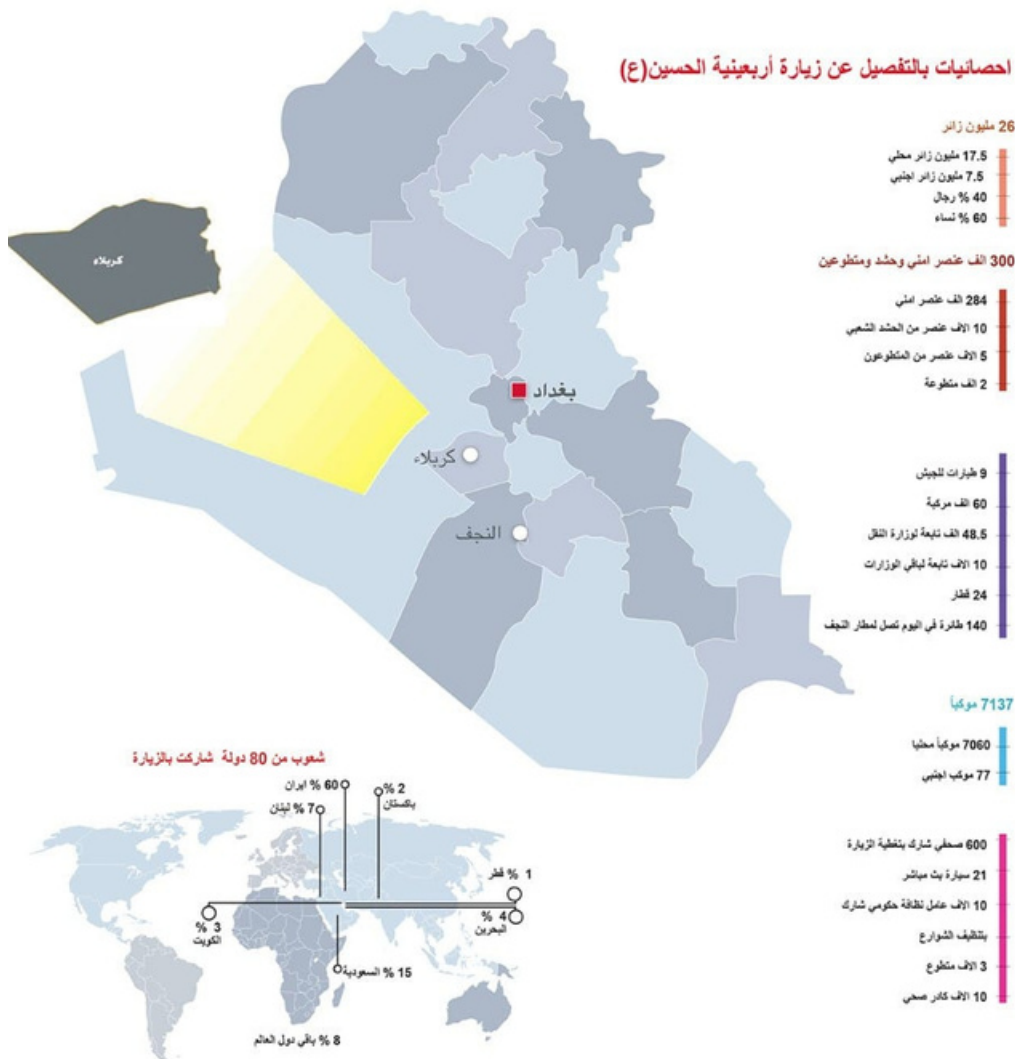 احصائيات بالتفصيل عن زيارة أربعينية الحسين(ع)
26 مليون زائر
17.5 مليون زائر محلي
7.5 مليون زائر اجنبي
40 % رجال
60 % نساء
300 الف عنصر امني وحشد ومتطوعين
284 الف عنصر امني
10 الاف عنصر من الحشد الشعبي
5 الاف عنصر من المتطوعون
2 الف متطوعة
9 طيارات للجيش
60 الف مركبة
48.5 الف تابعة لوزارة النقل
10 الاف تابعة لباقي الوزارات
24 قطار
140 طائرة في اليوم تصل لمطار النجف
7137 موكباً
7060 موكباً محليا
77 موكب اجنبي
600 صحفي شارك بتغطية الزيارة
21 سيارة بث مباشر
10 الاف عامل نظافة حكومي شارك
بتنظيف الشوارع
3 الاف متطوع
10 الاف كادر صحي
كربلاء
بغداد
كربلاء
النجف
شعوب من 80 دولة شاركت بالزيارة
2 %
باكستان
60 % ايران
7 % لبنان
1 % قطر
4 %
البحرين
3 %
الكويت
15 % السعودية
8 % باقي دول العالم